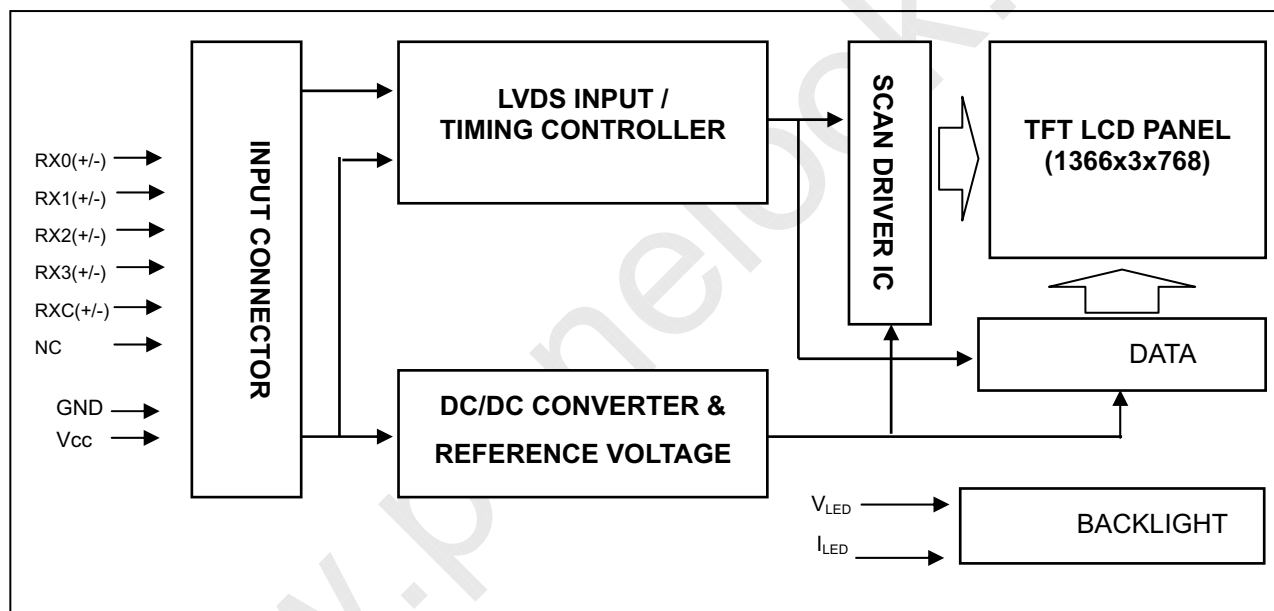 RX0(+/-)
RX1(+/-)
RX2(+/-)
RX3(+/-)
RXC(+/-)
NC
GND
Vcc
INPUT CONNECTOR
LVDS INPUT /
TIMING CONTROLLER
DC/DC CONVERTER &
REFERENCE VOLTAGE
SCAN DRIVER IC
TFT LCD PANEL
(1366x3x768)
DATA
VLED
ILED
BACKLIGHT